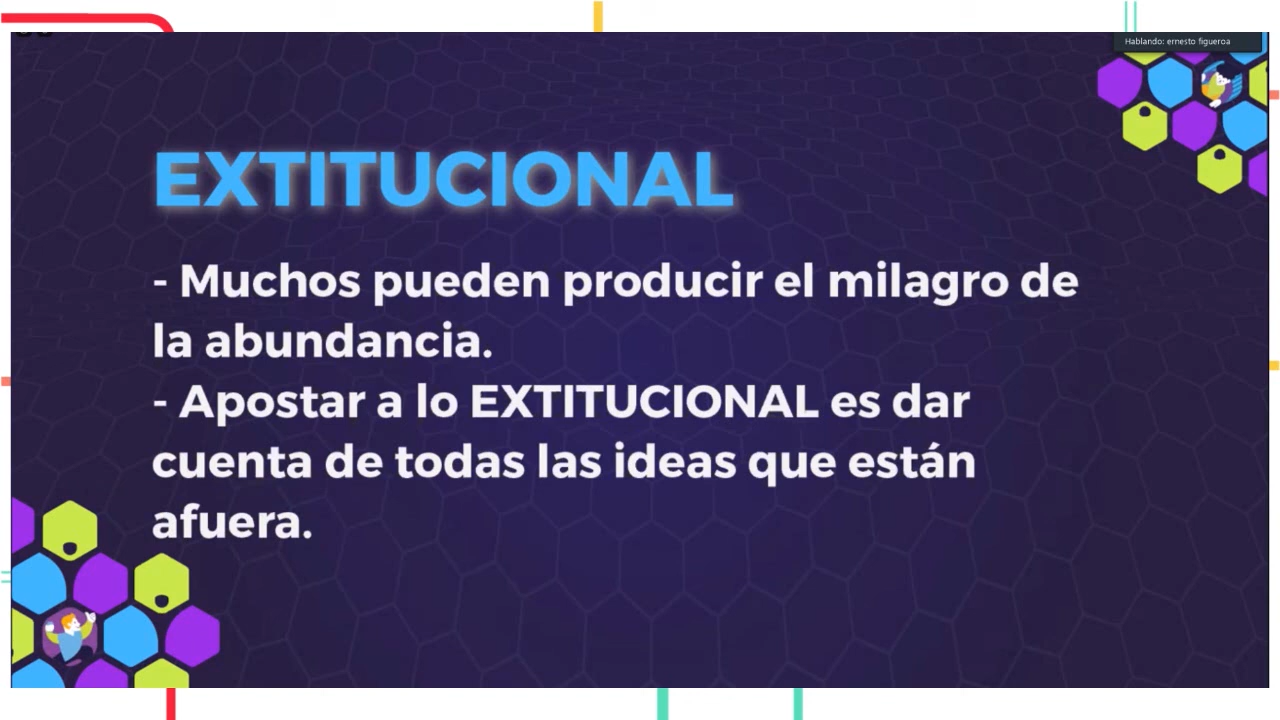 Hablando: ernesto figueroa
EXTITUCIONAL
- Muchos pueden producir el milagro de
la abundancia.
- Apostar a lo EXTITUCIONAL es dar
cuenta de todas las ideas que están
afuera.